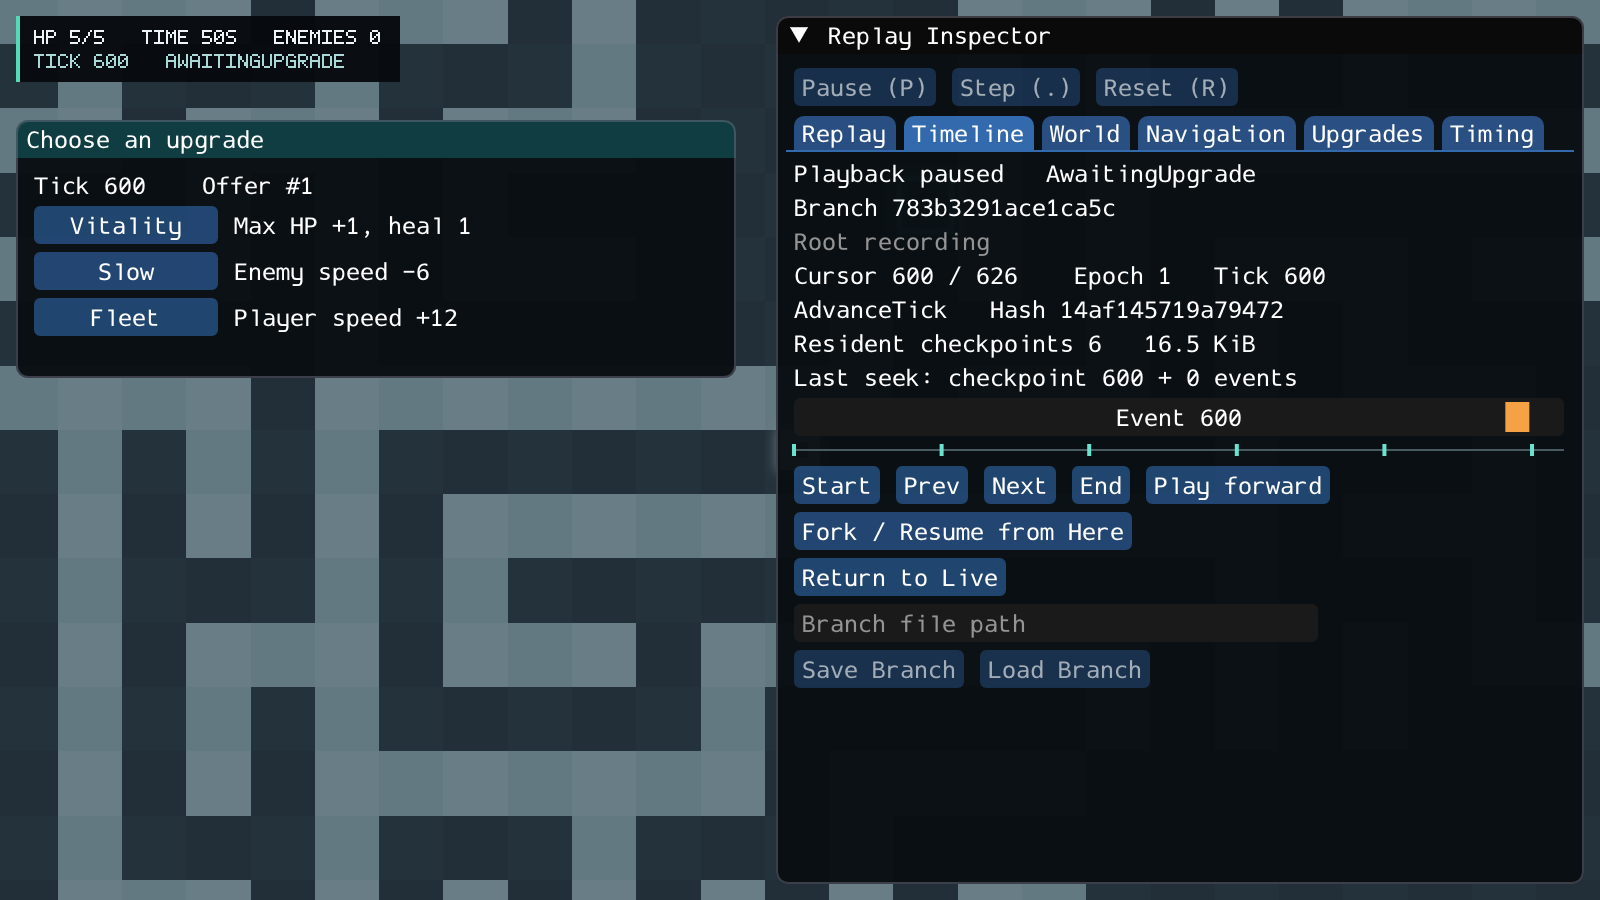 HP 5/5 TIME 50S ENEMIES 0
TICK 600 AWAITINGUPGRADE
Choose an upgrade
Tick 600 Offer #1
Vitality Max HP +1, heal 1
Slow Enemy speed -6
Fleet Player speed +12
▼ Replay Inspector
Pause (P) Step (.) Reset (R)
Replay Timeline World Navigation Upgrades Timing
Playback paused AwaitingUpgrade
Branch 783b3291ace1ca5c
Root recording
Cursor 600 / 626 Epoch 1 Tick 600
AdvanceTick Hash 14af145719a79472
Resident checkpoints 6 16.5 KiB
Last seek: checkpoint 600 + 0 events
Event 600
Start Prev Next End Play forward
Fork / Resume from Here
Return to Live
Branch file path
Save Branch Load Branch